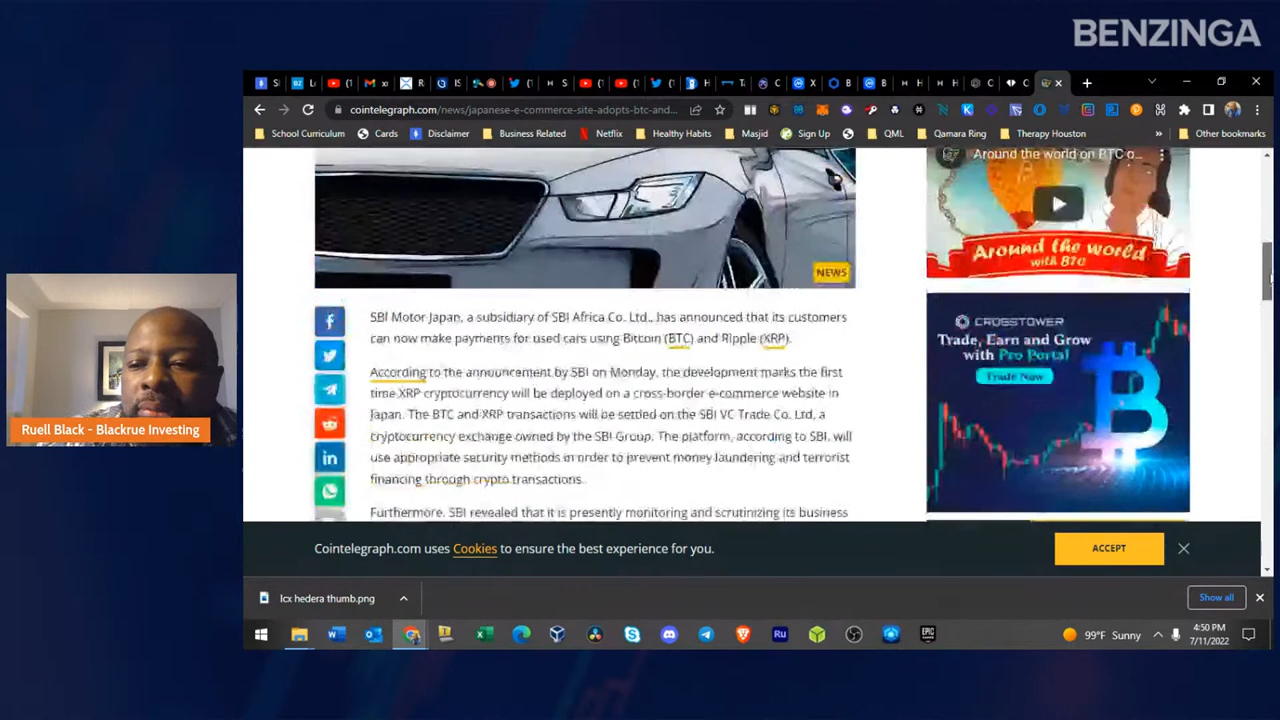 BENZINGA
cointelegraph.com/news/japanese-e-commerce-site-adopts-btc-and...
School Curriculum
Cards
Disclaimer
Business Related
Netflix
Healthy Habits
Masjid
Sign Up
QML
Qamara Ring
Therapy Houston
»
Other bookmarks
Around the world on BTC a...
Around the world
with BTC
NEWS
SBI Motor Japan, a subsidiary of SBI Africa Co. Ltd., has announced that its customers
can now make payments for used cars using Bitcoin (BTC) and Ripple (XRP).
According to the announcement by SBI on Monday, the development marks the first
time XRP cryptocurrency will be deployed on a cross-border e-commerce website in
Japan. The BTC and XRP transactions will be settled on the SBI VC Trade Co. Ltd, a
cryptocurrency exchange owned by the SBI Group. The platform, according to SBI, will
use appropriate security methods in order to prevent money laundering and terrorist
financing through crypto transactions.
Furthermore, SBI revealed that it is presently monitoring and scrutinizing its business
CROSSTOWER
Trade, Earn and Grow
with Pro Portal
Trade Now
Ruell Black - Blackrue Investing
Cointelegraph.com uses Cookies to ensure the best experience for you.
ACCEPT
lcx hedera thumb.png
Show all
Ru
EPIC
99°F Sunny
4:50 PM
7/11/2022